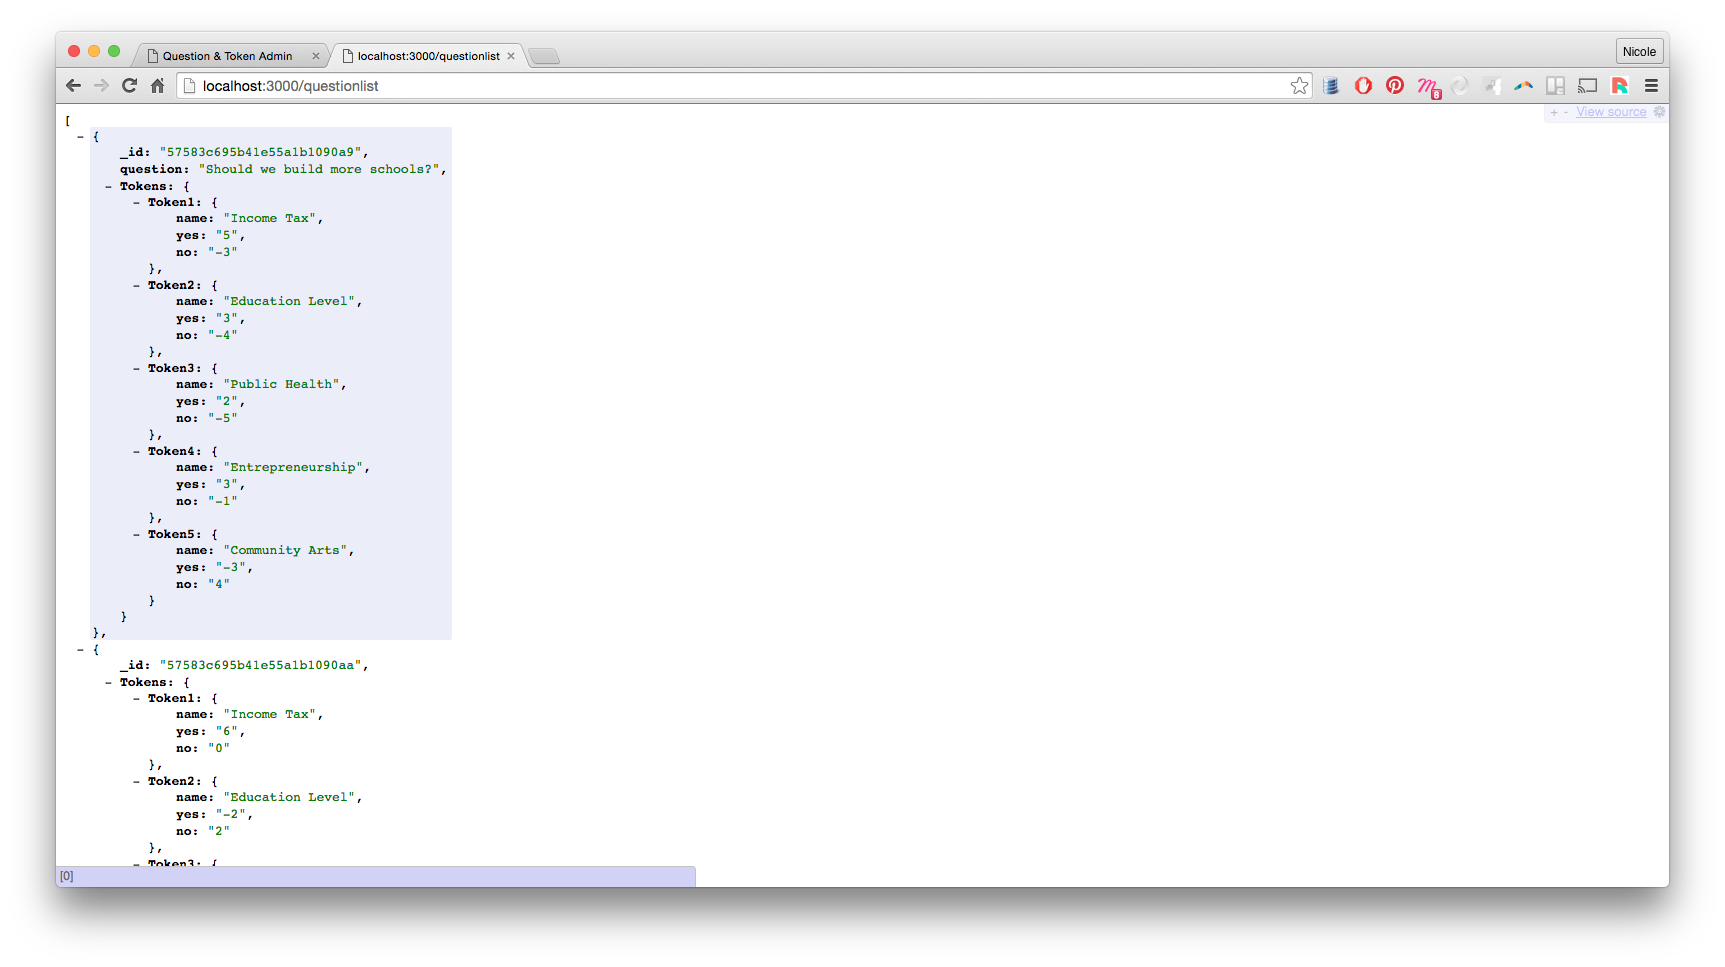 Question & Token Admin
localhost:3000/questionlist
Nicole
localhost:3000/questionlist
8
+ - View source
[
- {
_id: "57583c695b41e55a1b1090a9",
question: "Should we build more schools?",
- Tokens: {
- Token1: {
name: "Income Tax",
yes: "5",
no: "-3"
},
- Token2: {
name: "Education Level",
yes: "3",
no: "-4"
},
- Token3: {
name: "Public Health",
yes: "2",
no: "-5"
},
- Token4: {
name: "Entrepreneurship",
yes: "3",
no: "-1"
},
- Token5: {
name: "Community Arts",
yes: "-3",
no: "4"
}
}
},
- {
_id: "57583c695b41e55a1b1090aa",
- Tokens: {
- Token1: {
name: "Income Tax",
yes: "6",
no: "0"
},
- Token2: {
name: "Education Level",
yes: "-2",
no: "2"
},
- Token3: {
[0]